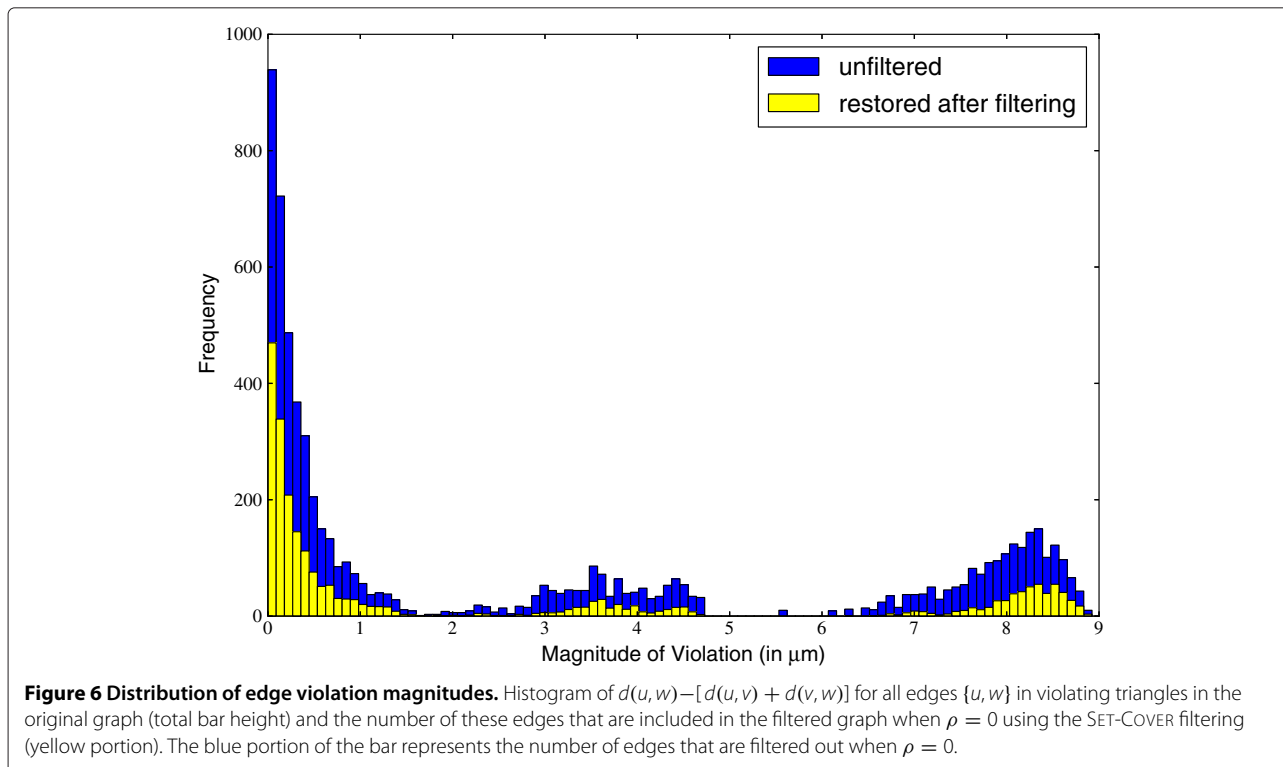 1000
800
600
400
200
0
Frequency
unfiltered
restored after filtering
0 1 2 3 4 5 6 7 8 9
Magnitude of Violation (in μm)
Figure 6 Distribution of edge violation magnitudes. Histogram of d(u, w)−[ d(u, v) + d(v, w)] for all edges {u, w} in violating triangles in the
original graph (total bar height) and the number of these edges that are included in the filtered graph when ρ = 0 using the SET-COVER filtering
(yellow portion). The blue portion of the bar represents the number of edges that are filtered out when ρ = 0.